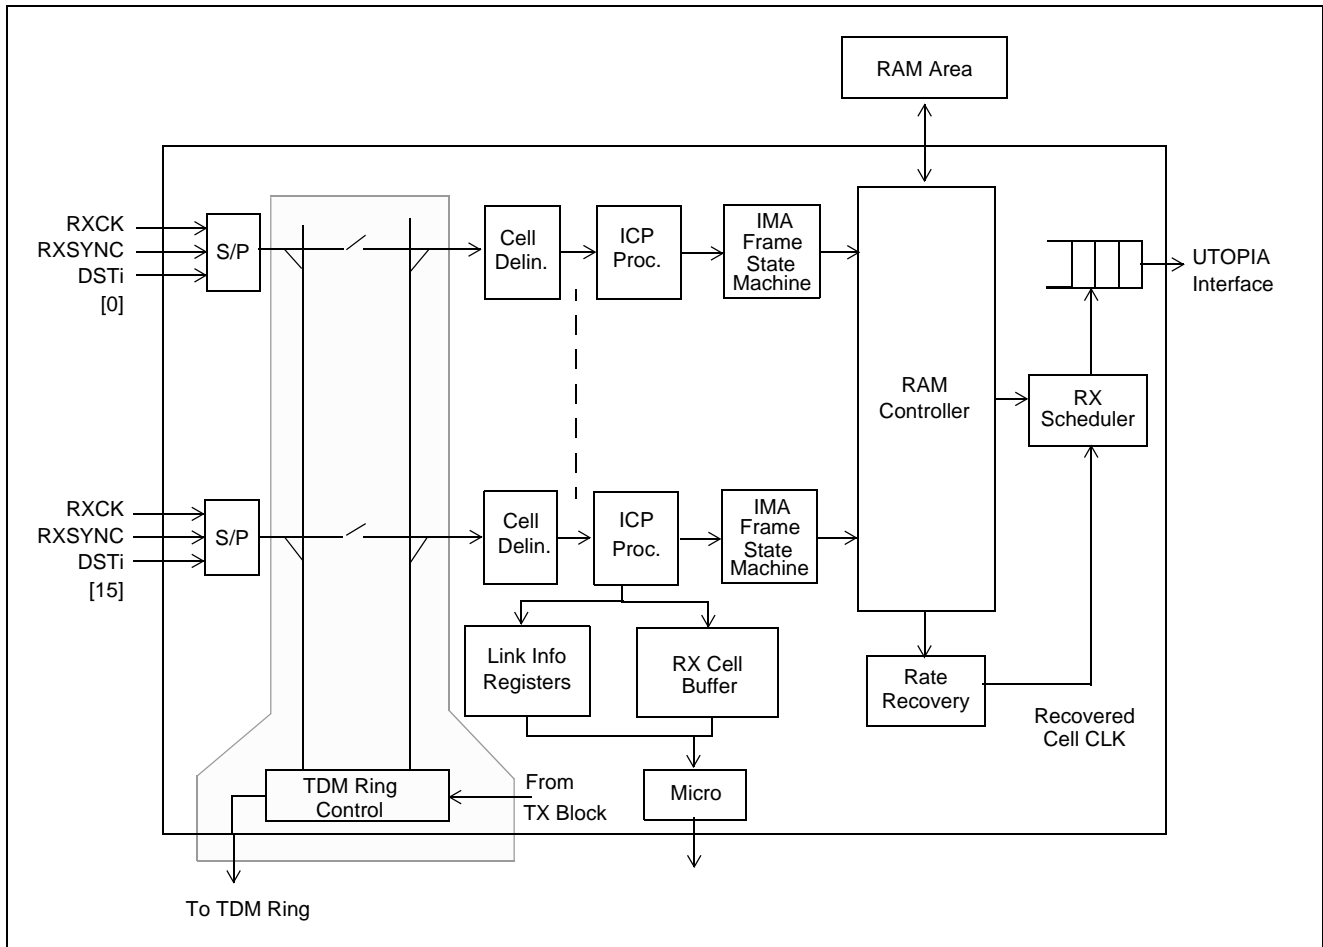 RAM Area
RXCK
RXSYNC
DSTi
[0]
S/P
Cell
Delin.
ICP
Proc.
IMA
Frame
State
Machine
RAM
Controller
UTOPIA
Interface
RX
Scheduler
RXCK
RXSYNC
DSTi
[15]
S/P
Cell
Delin.
ICP
Proc.
IMA
Frame
State
Machine
Link Info
Registers
RX Cell
Buffer
Rate
Recovery
Recovered
Cell CLK
TDM Ring
Control
From
TX Block
Micro
To TDM Ring